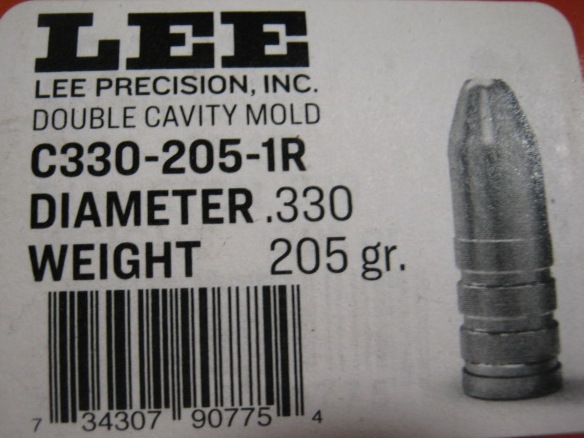 LEE
LEE PRECISION, INC.
DOUBLE CAVITY MOLD
C330-205-1R
DIAMETER .330
WEIGHT 205 gr.
7 34307 90775 4